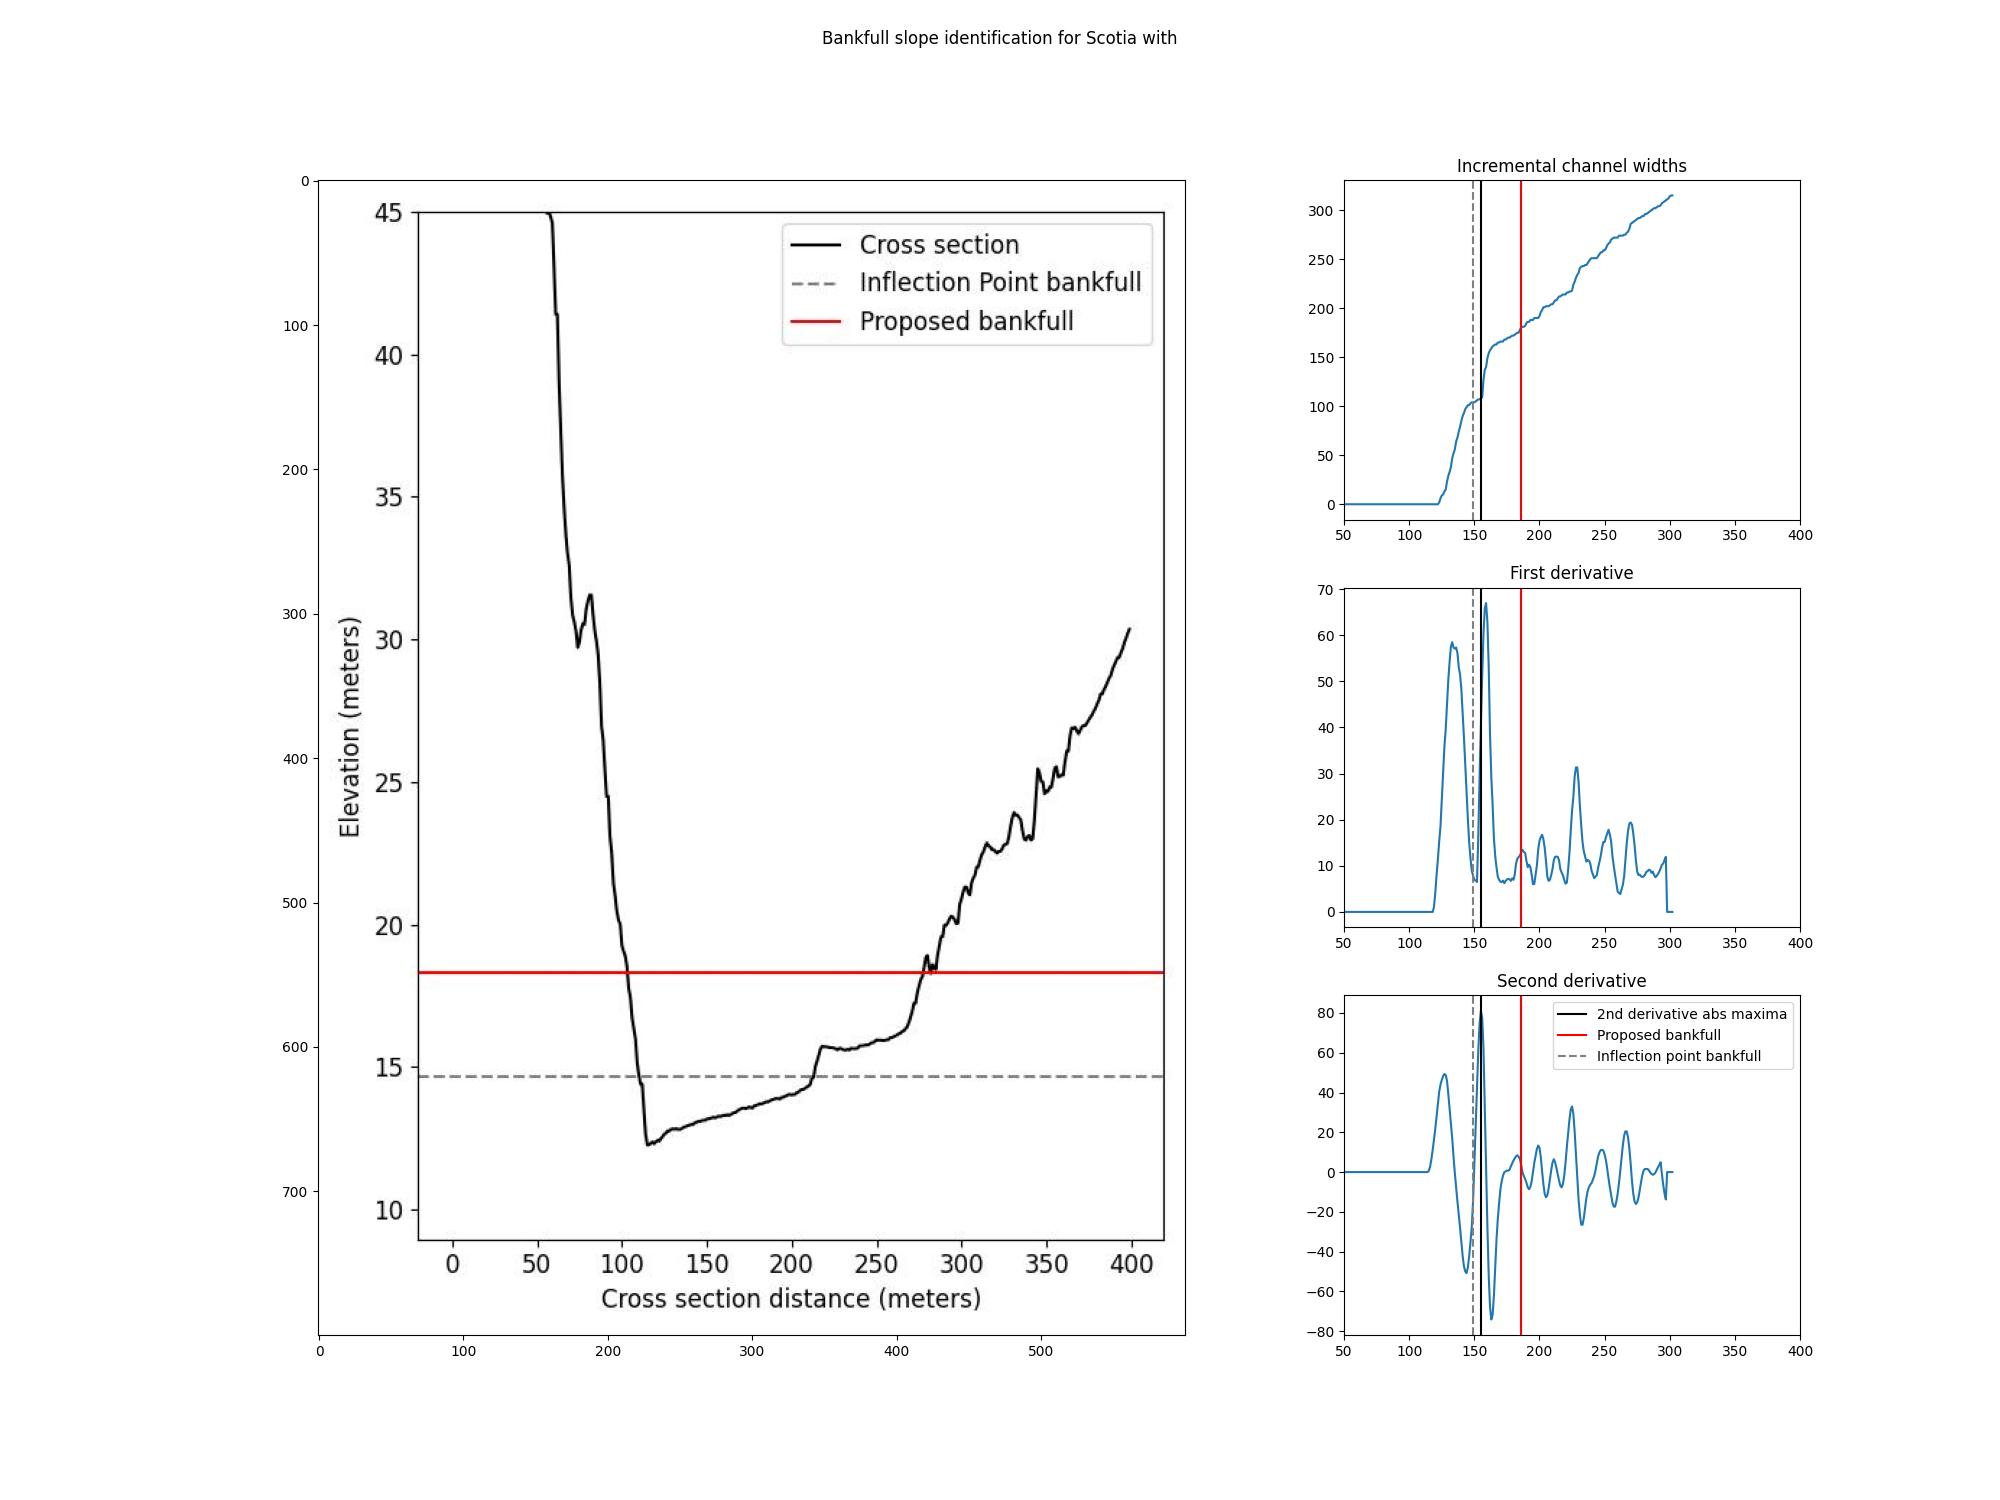 Bankfull slope identification for Scotia with
0
100
200
300
400
500
600
700
0 100 200 300 400 500
45
40
35
30
25
20
15
10
Elevation (meters)
Cross section
Inflection Point bankfull
Proposed bankfull
0 50 100 150 200 250 300 350 400
Cross section distance (meters)
Incremental channel widths
300
250
200
150
100
50
0
50 100 150 200 250 300 350 400
First derivative
70
60
50
40
30
20
10
0
50 100 150 200 250 300 350 400
Second derivative
80
60
40
20
0
−20
−40
−60
−80
2nd derivative abs maxima
Proposed bankfull
Inflection point bankfull
50 100 150 200 250 300 350 400